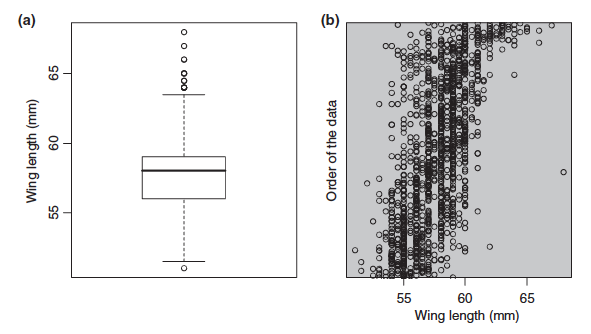 (a)
Wing length (mm)
65
60
55
(b)
Order of the data
55 60 65
Wing length (mm)